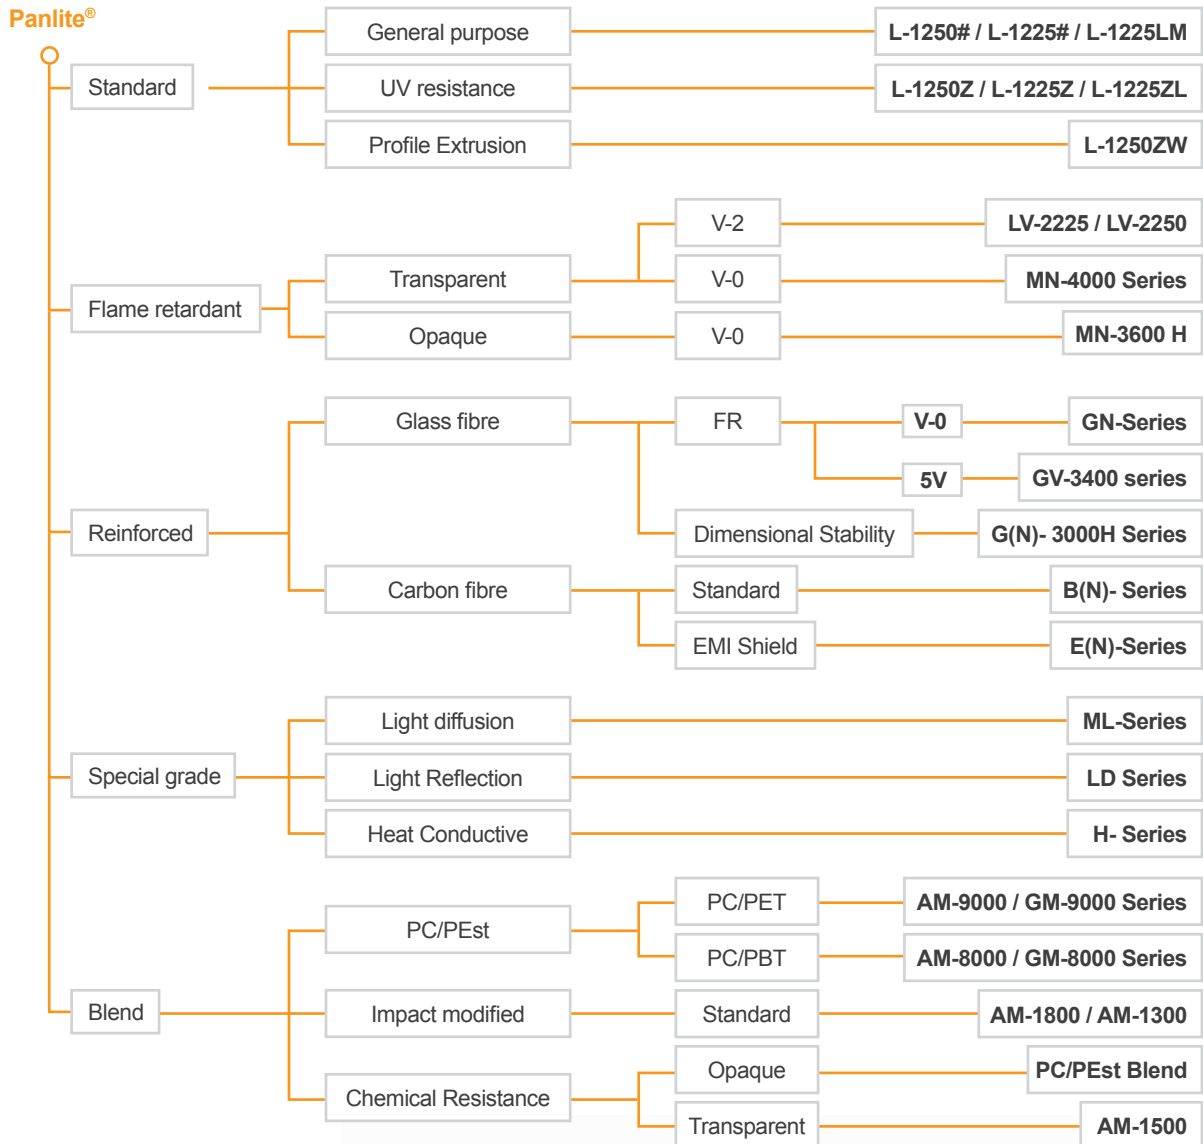 Panlite®
General purpose
L-1250# / L-1225# / L-1225LM
Standard
UV resistance
L-1250Z / L-1225Z / L-1225ZL
Profile Extrusion
L-1250ZW
V-2
LV-2225 / LV-2250
Flame retardant
Transparent
V-0
MN-4000 Series
Opaque
V-0
MN-3600 H
Reinforced
Glass fibre
FR
V-0
GN-Series
5V
GV-3400 series
Dimensional Stability
G(N)- 3000H Series
Carbon fibre
Standard
B(N)- Series
EMI Shield
E(N)-Series
Special grade
Light diffusion
ML-Series
Light Reflection
LD Series
Heat Conductive
H- Series
Blend
PC/PEst
PC/PET
AM-9000 / GM-9000 Series
PC/PBT
AM-8000 / GM-8000 Series
Impact modified
Standard
AM-1800 / AM-1300
Chemical Resistance
Opaque
PC/PEst Blend
Transparent
AM-1500